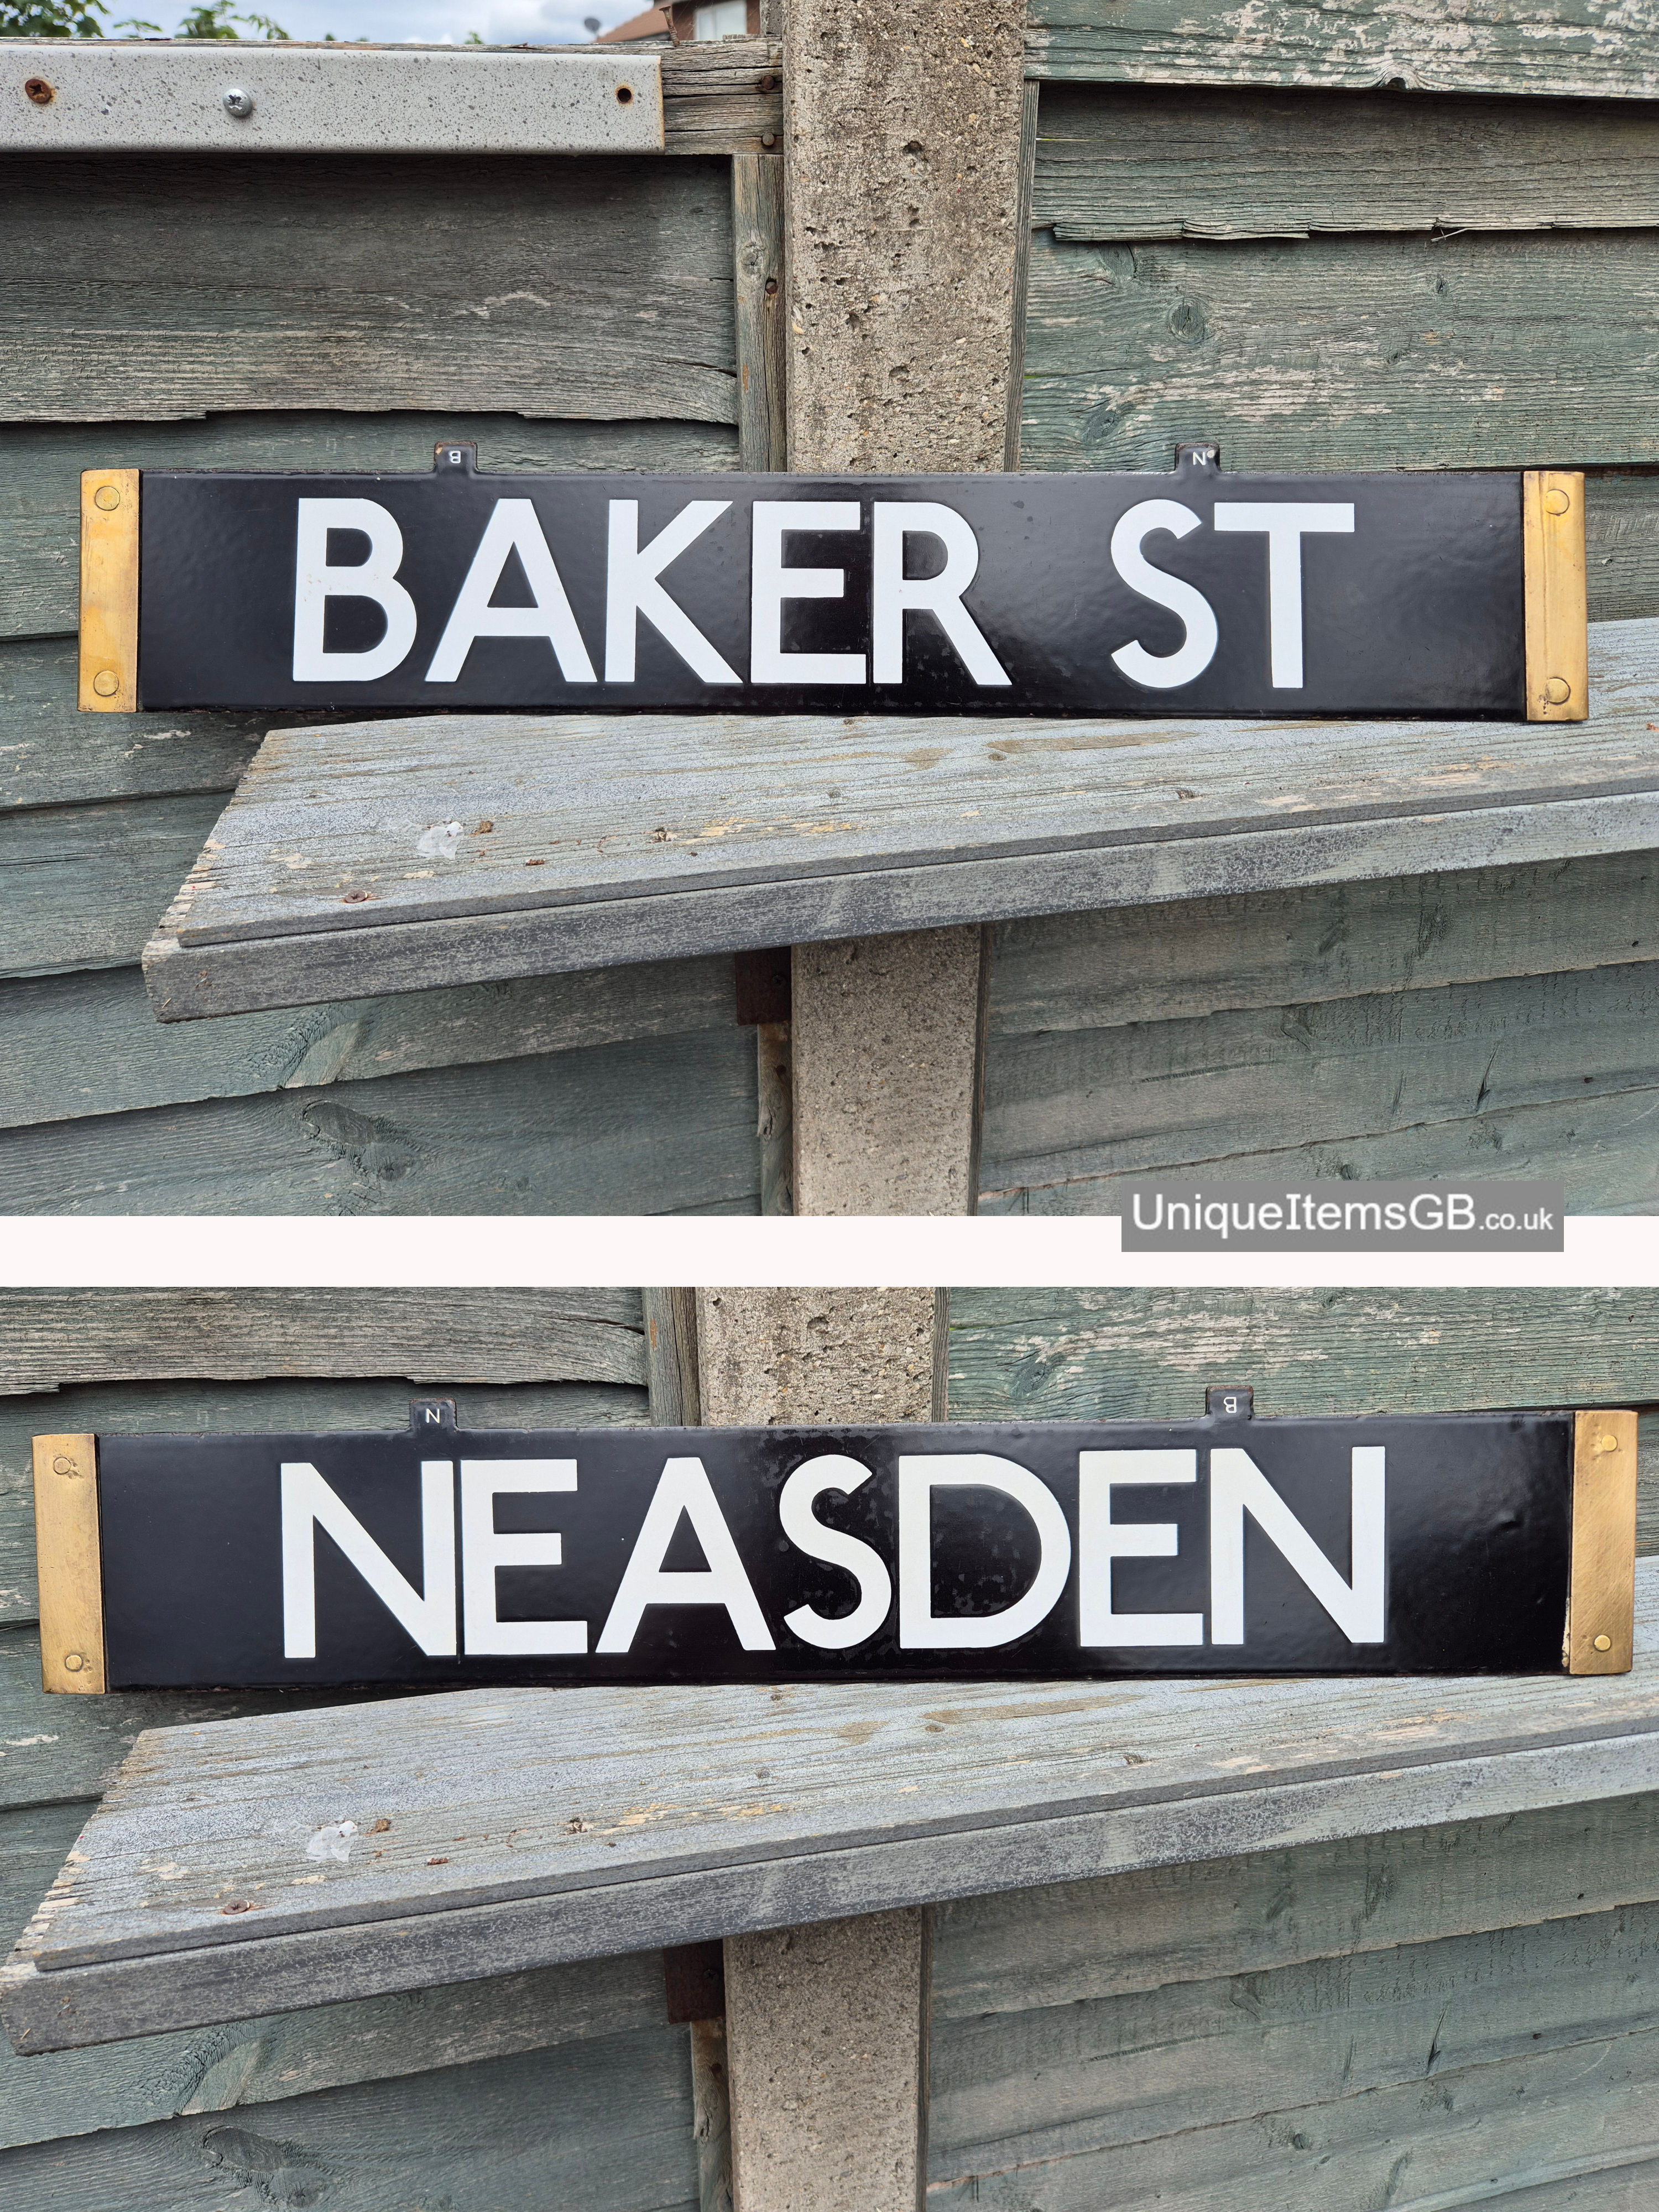 B N
BAKER ST
UniqueItemsGB.co.uk
N B
NEASDEN